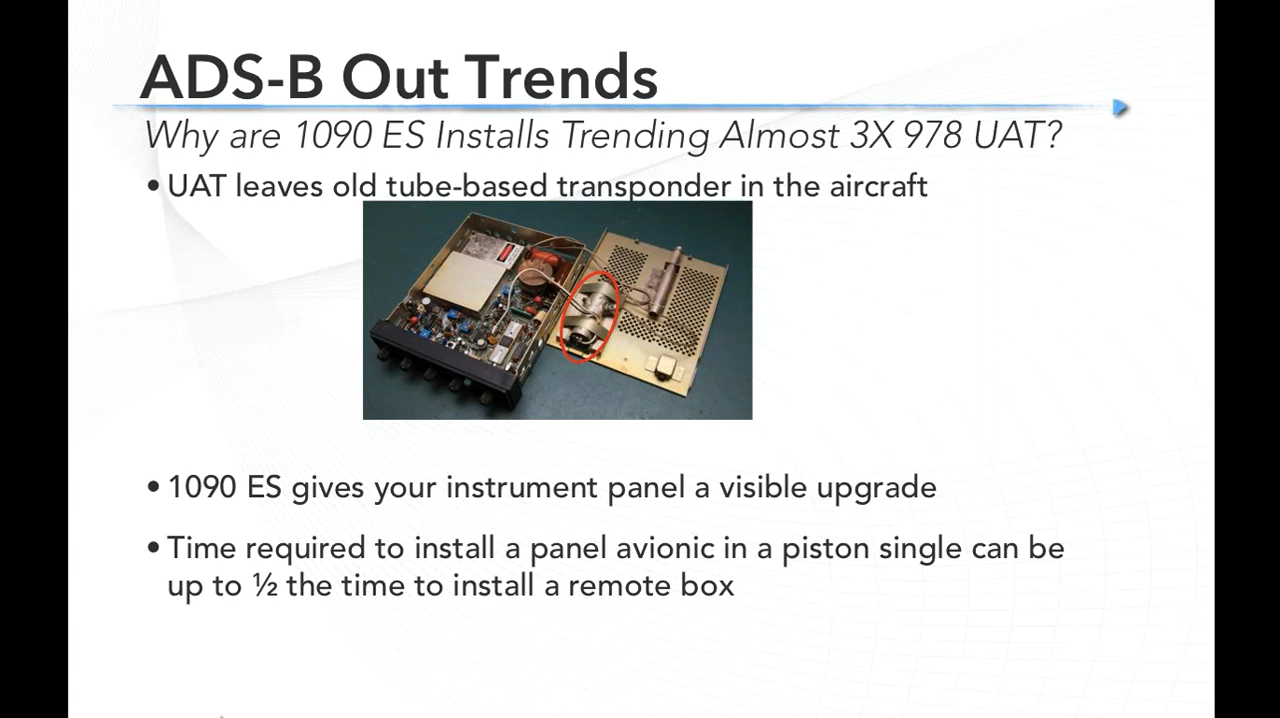 ADS-B Out Trends
Why are 1090 ES Installs Trending Almost 3X 978 UAT?
• UAT leaves old tube-based transponder in the aircraft
• 1090 ES gives your instrument panel a visible upgrade
• Time required to install a panel avionic in a piston single can be
up to ½ the time to install a remote box